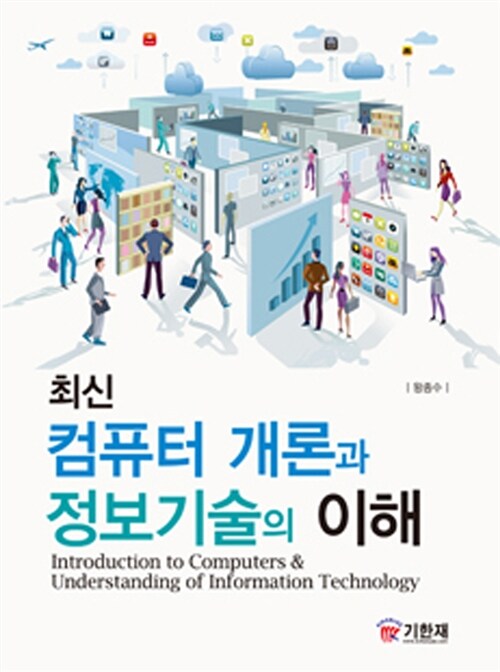 | 황종수 |
최신
컴퓨터 개론과
정보기술의 이해
Introduction to Computers &
Understanding of Information Technology
기한재